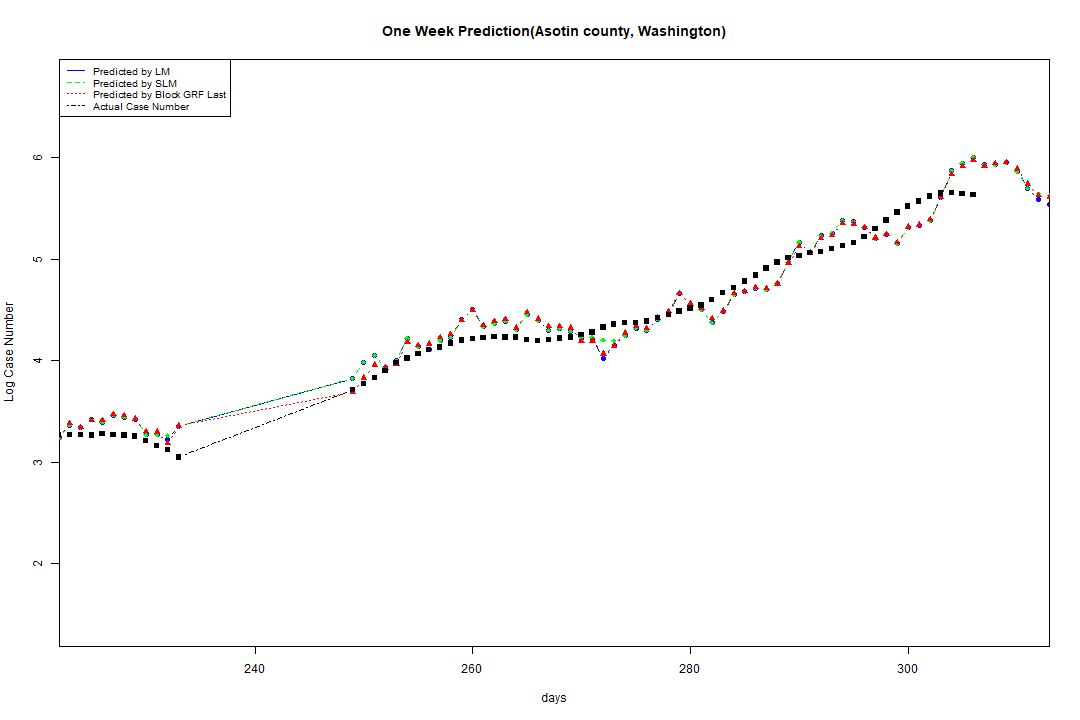 One Week Prediction(Asotin county, Washington)
Predicted by LM
Predicted by SLM
Predicted by Block GRF Last
Actual Case Number
6
5
4
3
2
Log Case Number
240 260 280 300
days